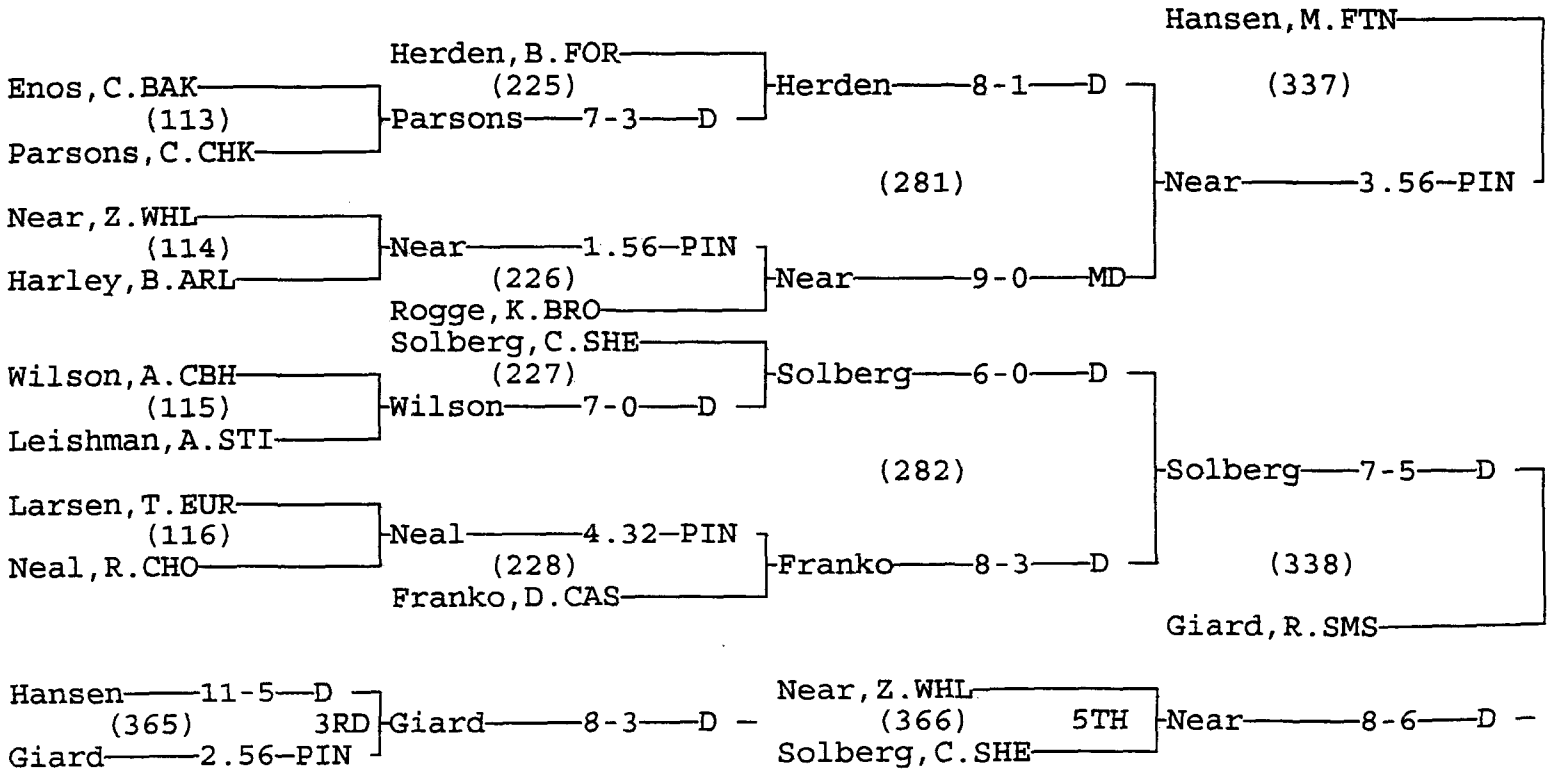 Hansen,M.FTN
Herden,B.FOR
Enos,C.BAK (225) Herden 8-1 D (337)
(113) Parsons 7-3 D
Parsons,C.CHK
(281) Near 3.56-PIN
Near,Z.WHL
(114) Near 1.56-PIN
Harley,B.ARL (226) Near 9-0 MD
Rogge,K.BRO
Solberg,C.SHE
Wilson,A.CBH (227) Solberg 6-0 D
(115) Wilson 7-0 D
Leishman,A.STI
(282) Solberg 7-5 D
Larsen,T.EUR
(116) Neal 4.32-PIN
Neal,R.CHO (228) Franko 8-3 D (338)
Franko,D.CAS
Giard,R.SMS
Hansen 11-5 D Near,Z.WHL
(365) 3RD Giard 8-3 D (366) 5TH Near 8-6 D
Giard 2.56-PIN Solberg,C.SHE